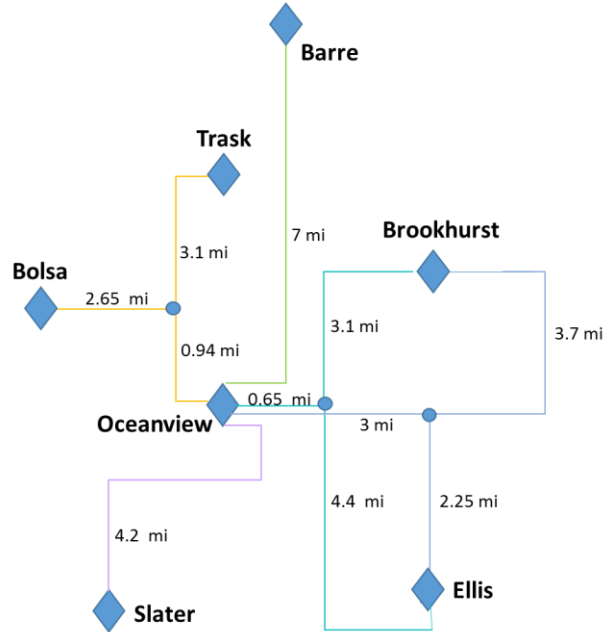 Barre
Trask
7 mi
Brookhurst
3.1 mi
Bolsa
2.65 mi
3.1 mi
3.7 mi
0.94 mi
0.65 mi
Oceanview
3 mi
4.4 mi
2.25 mi
4.2 mi
Ellis
Slater